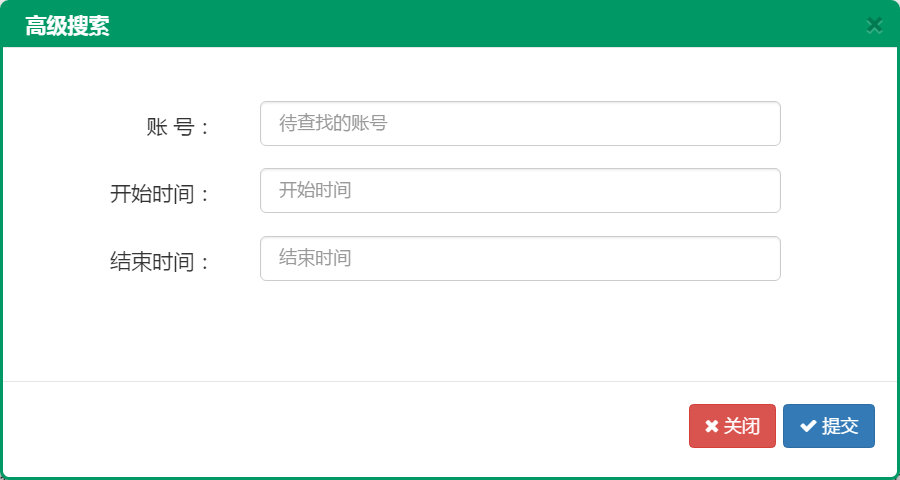 高级搜索
账 号： 待查找的账号
开始时间： 开始时间
结束时间： 结束时间
关闭 提交